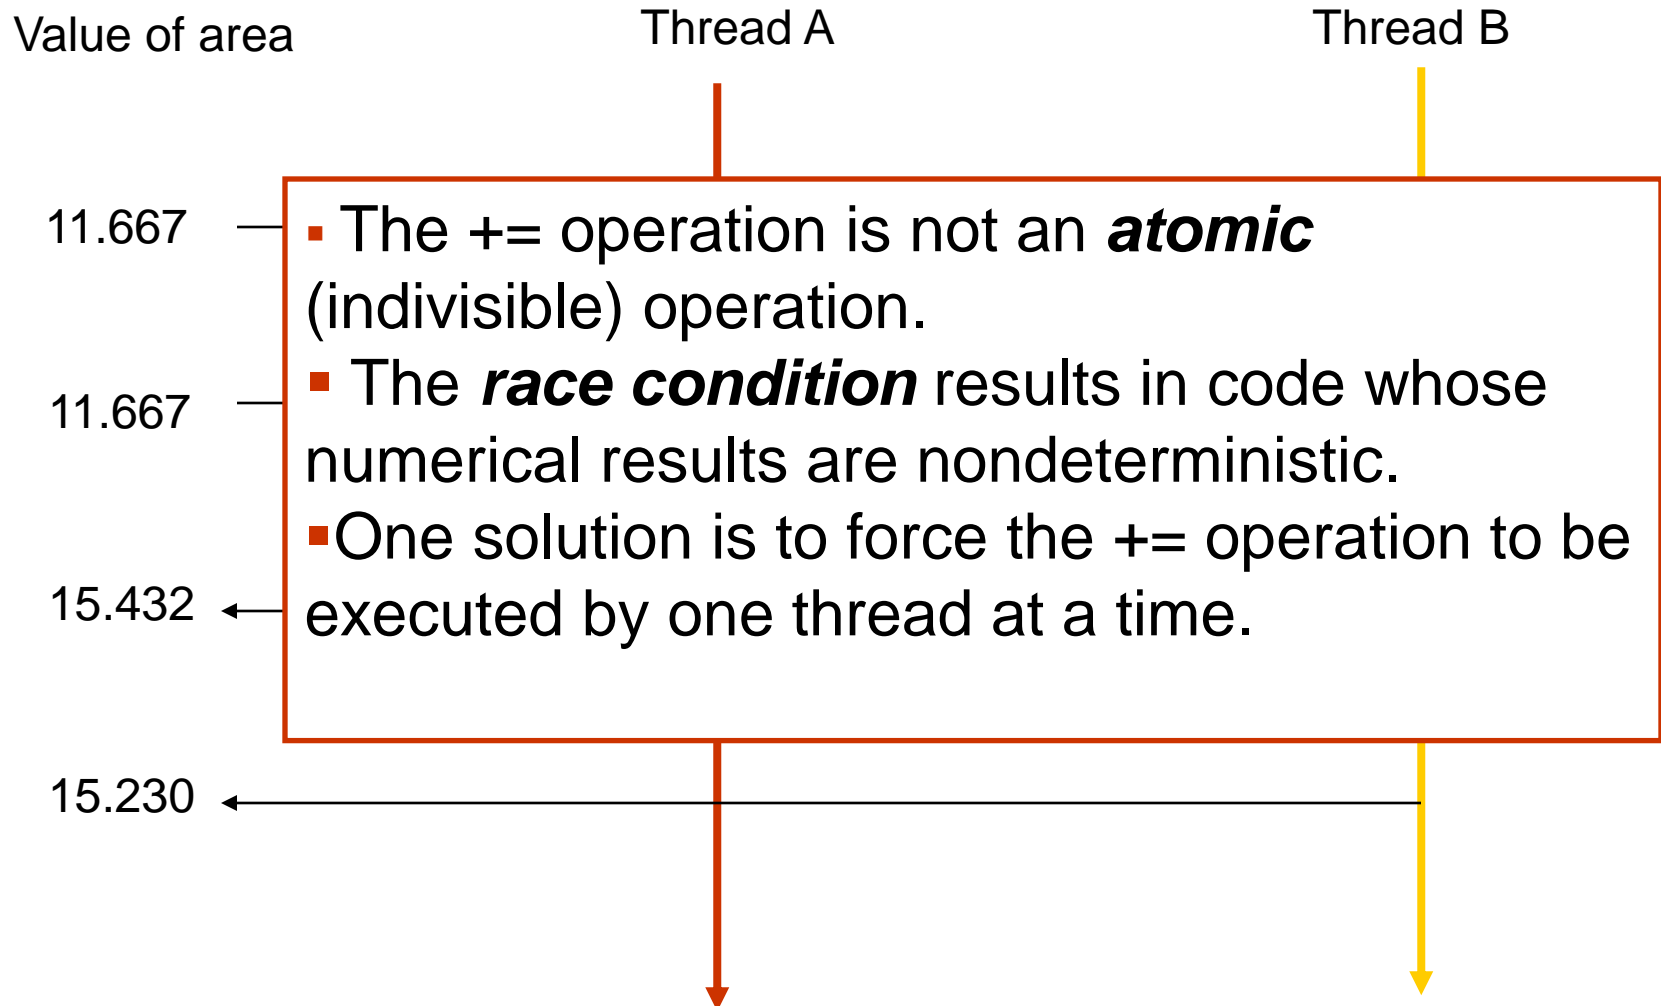 Value of area Thread A Thread B
11.667
▪ The += operation is not an atomic
(indivisible) operation.
11.667
▪ The race condition results in code whose
numerical results are nondeterministic.
▪One solution is to force the += operation to be
15.432
executed by one thread at a time.
15.230